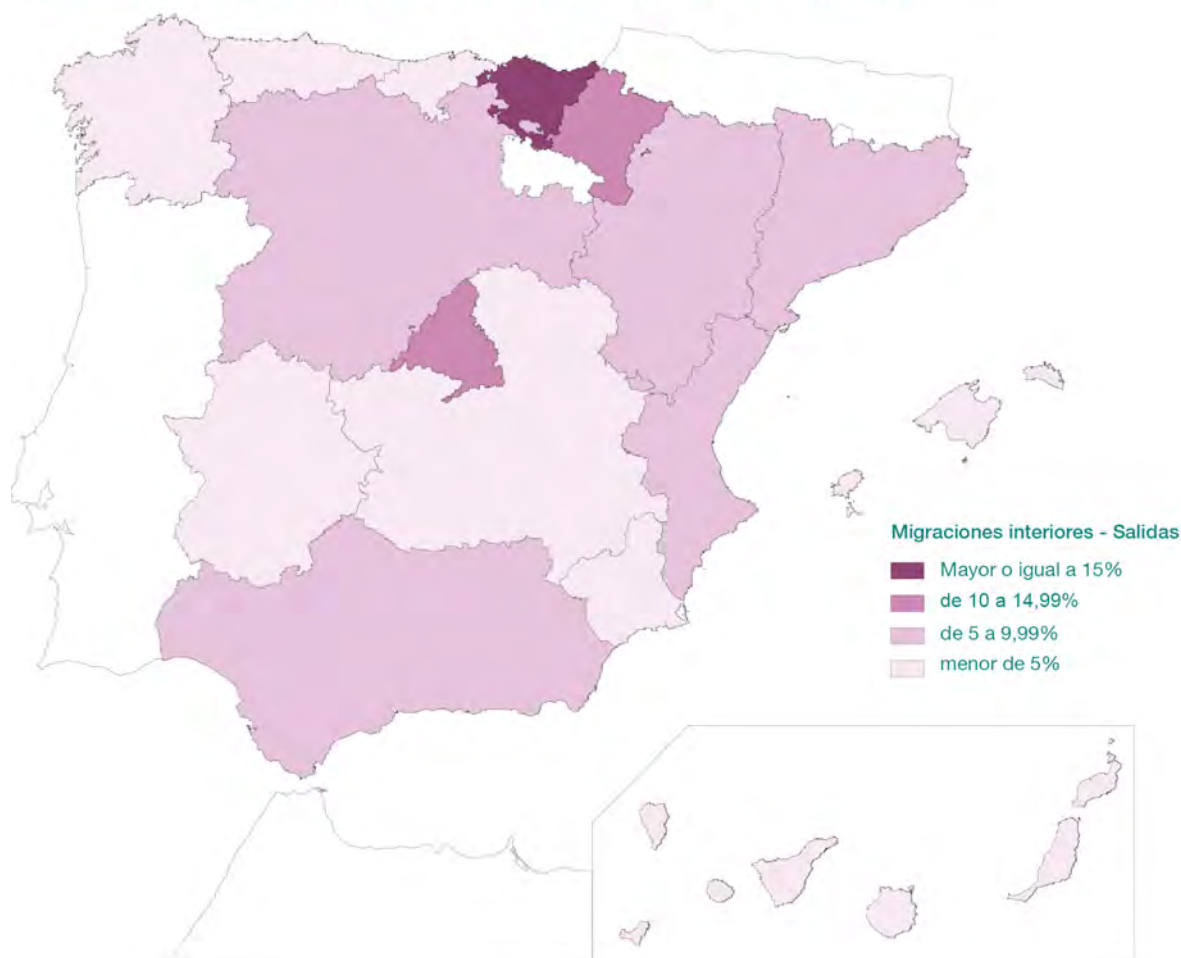 Migraciones interiores - Salidas
Mayor o igual a 15%
de 10 a 14,99%
de 5 a 9,99%
menor de 5%